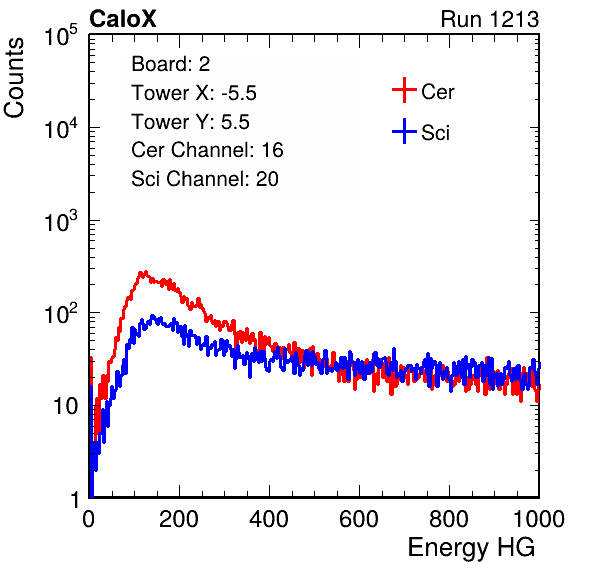 CaloX Run 1213
Counts
10^5
10^4
10^3
10^2
10
1
Board: 2
Tower X: -5.5
Tower Y: 5.5
Cer Channel: 16
Sci Channel: 20
Cer
Sci
0 200 400 600 800 1000
Energy HG